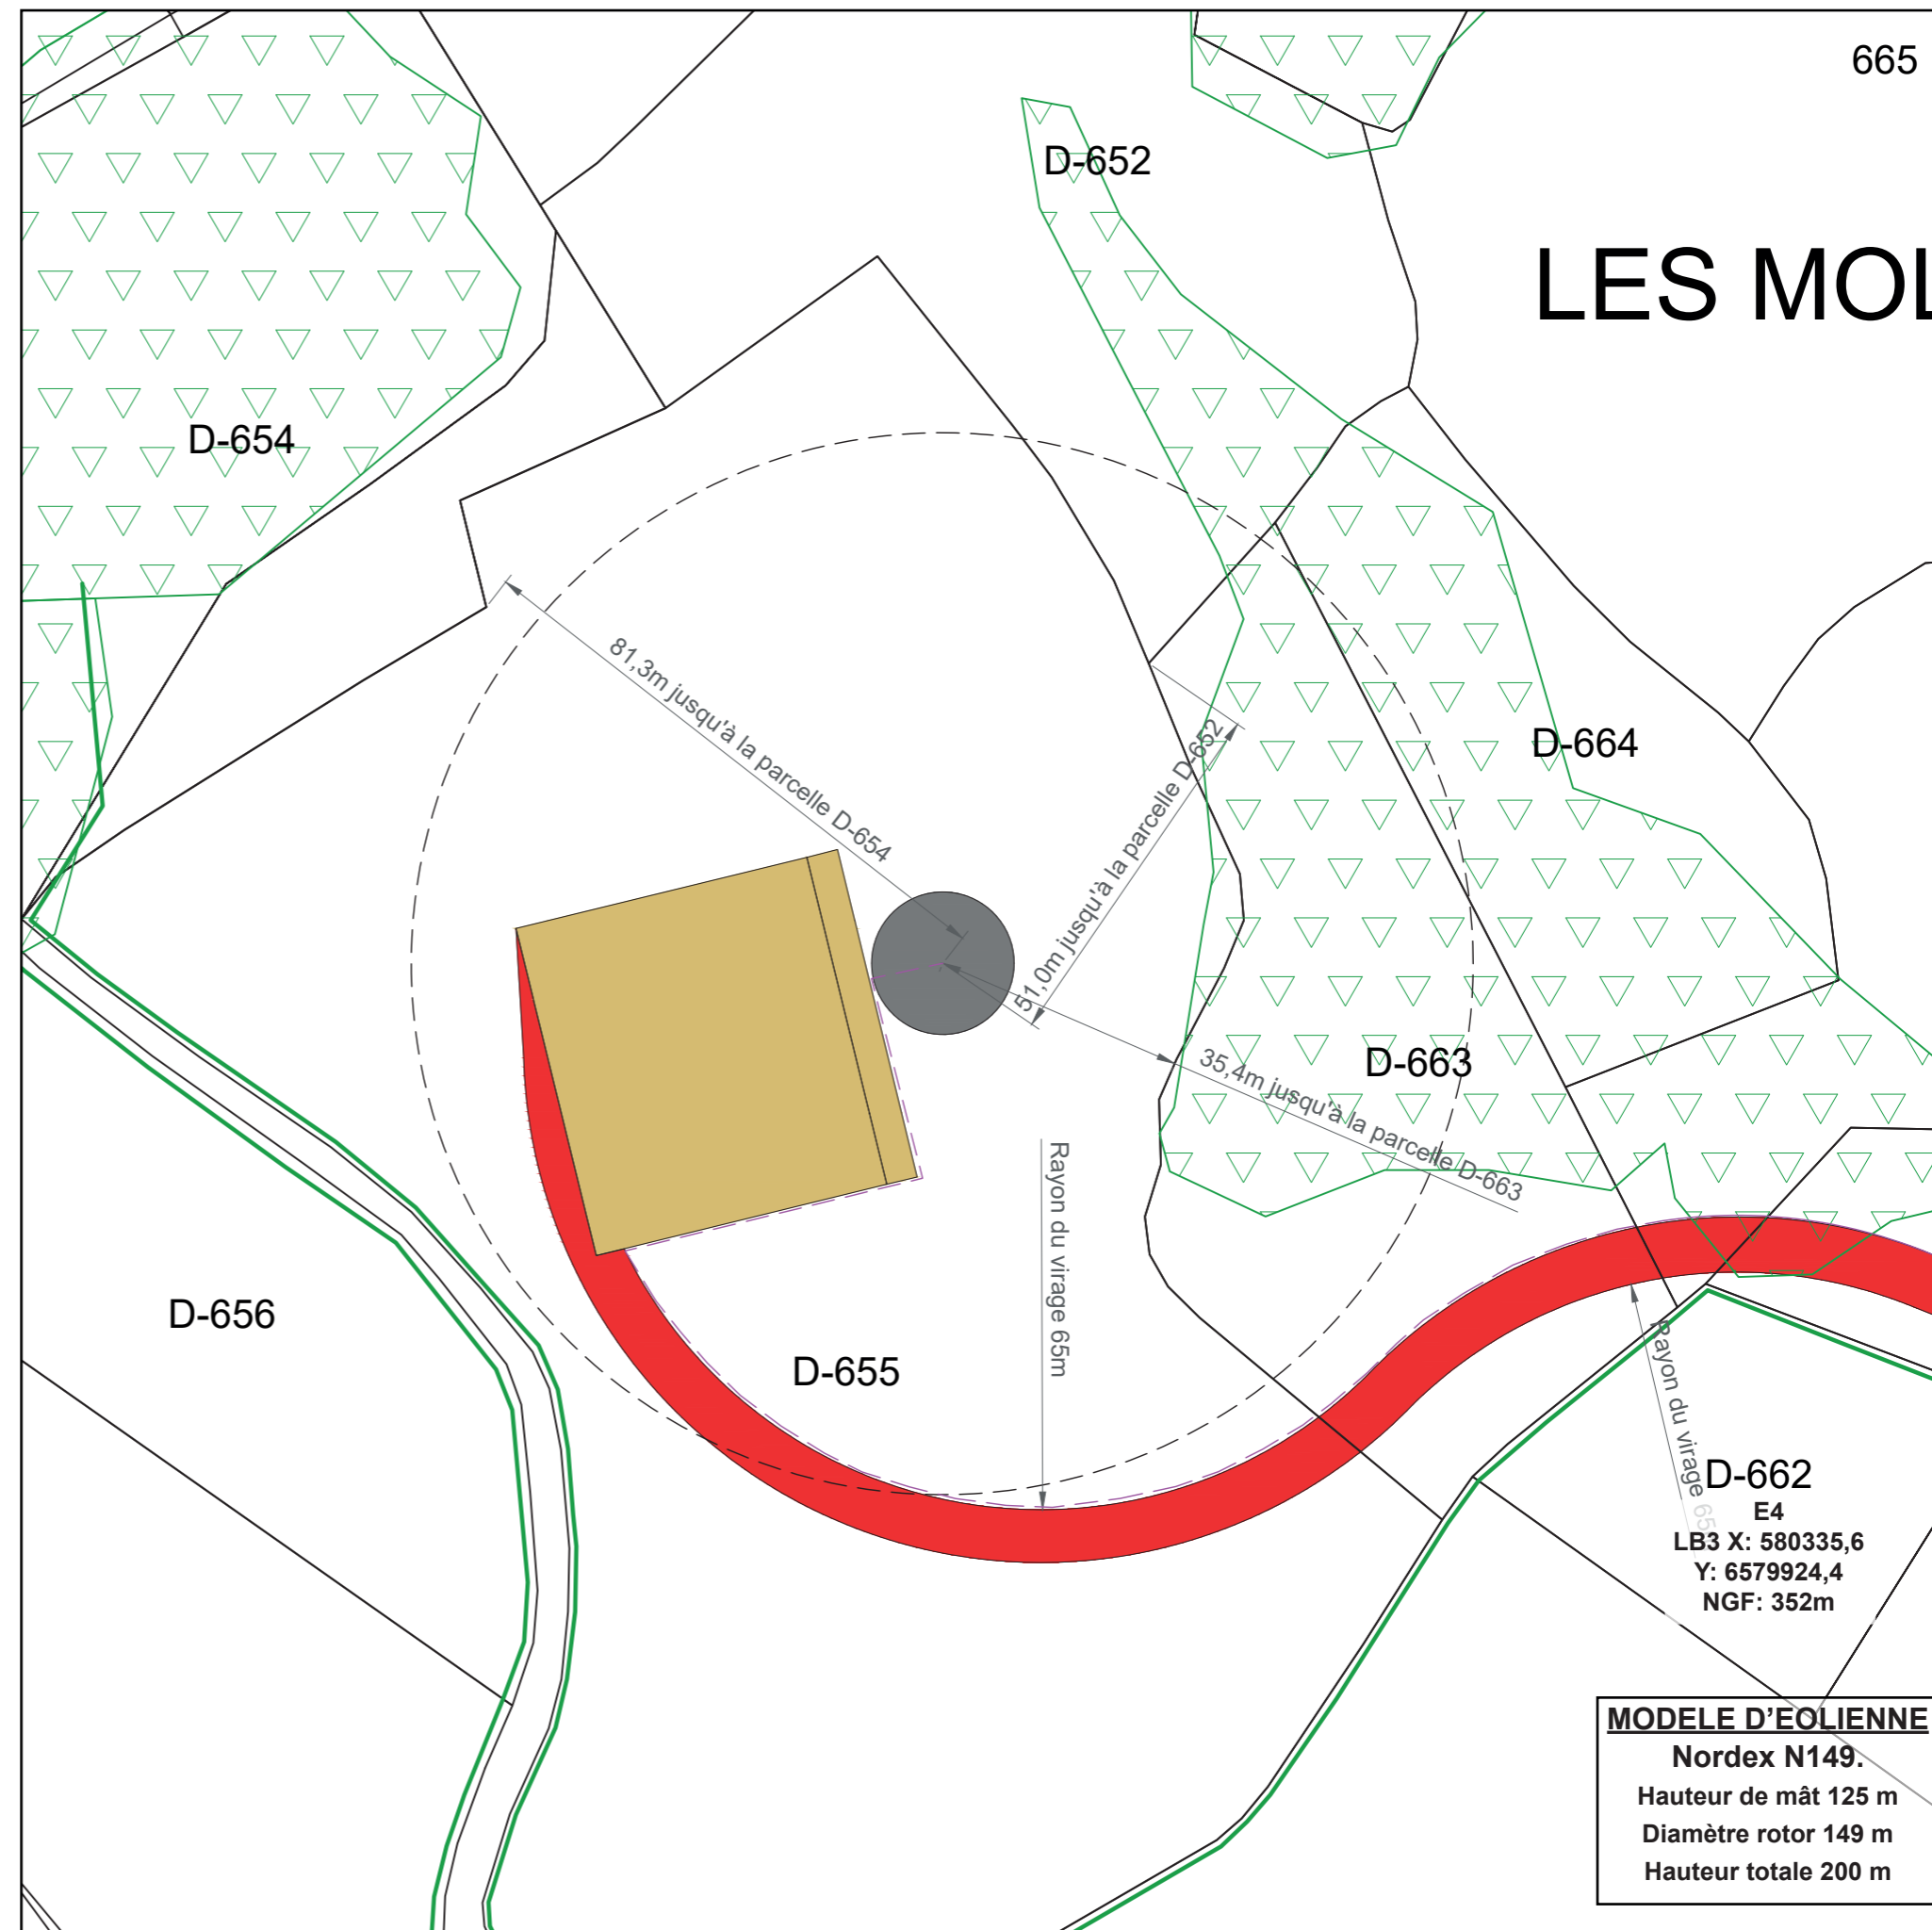 665
D-652
LES MOL
D-654
81,3m jusqu'à la parcelle D-654
51,0m jusqu'à la parcelle D-652
D-664
D-663
35,4m jusqu'à la parcelle D-663
Rayon du virage 65m
D-656
D-655
Rayon du virage 65
D-662
E4
LB3 X: 580335,6
Y: 6579924,4
NGF: 352m
MODELE D'EOLIENNE
Nordex N149.
Hauteur de mât 125 m
Diamètre rotor 149 m
Hauteur totale 200 m